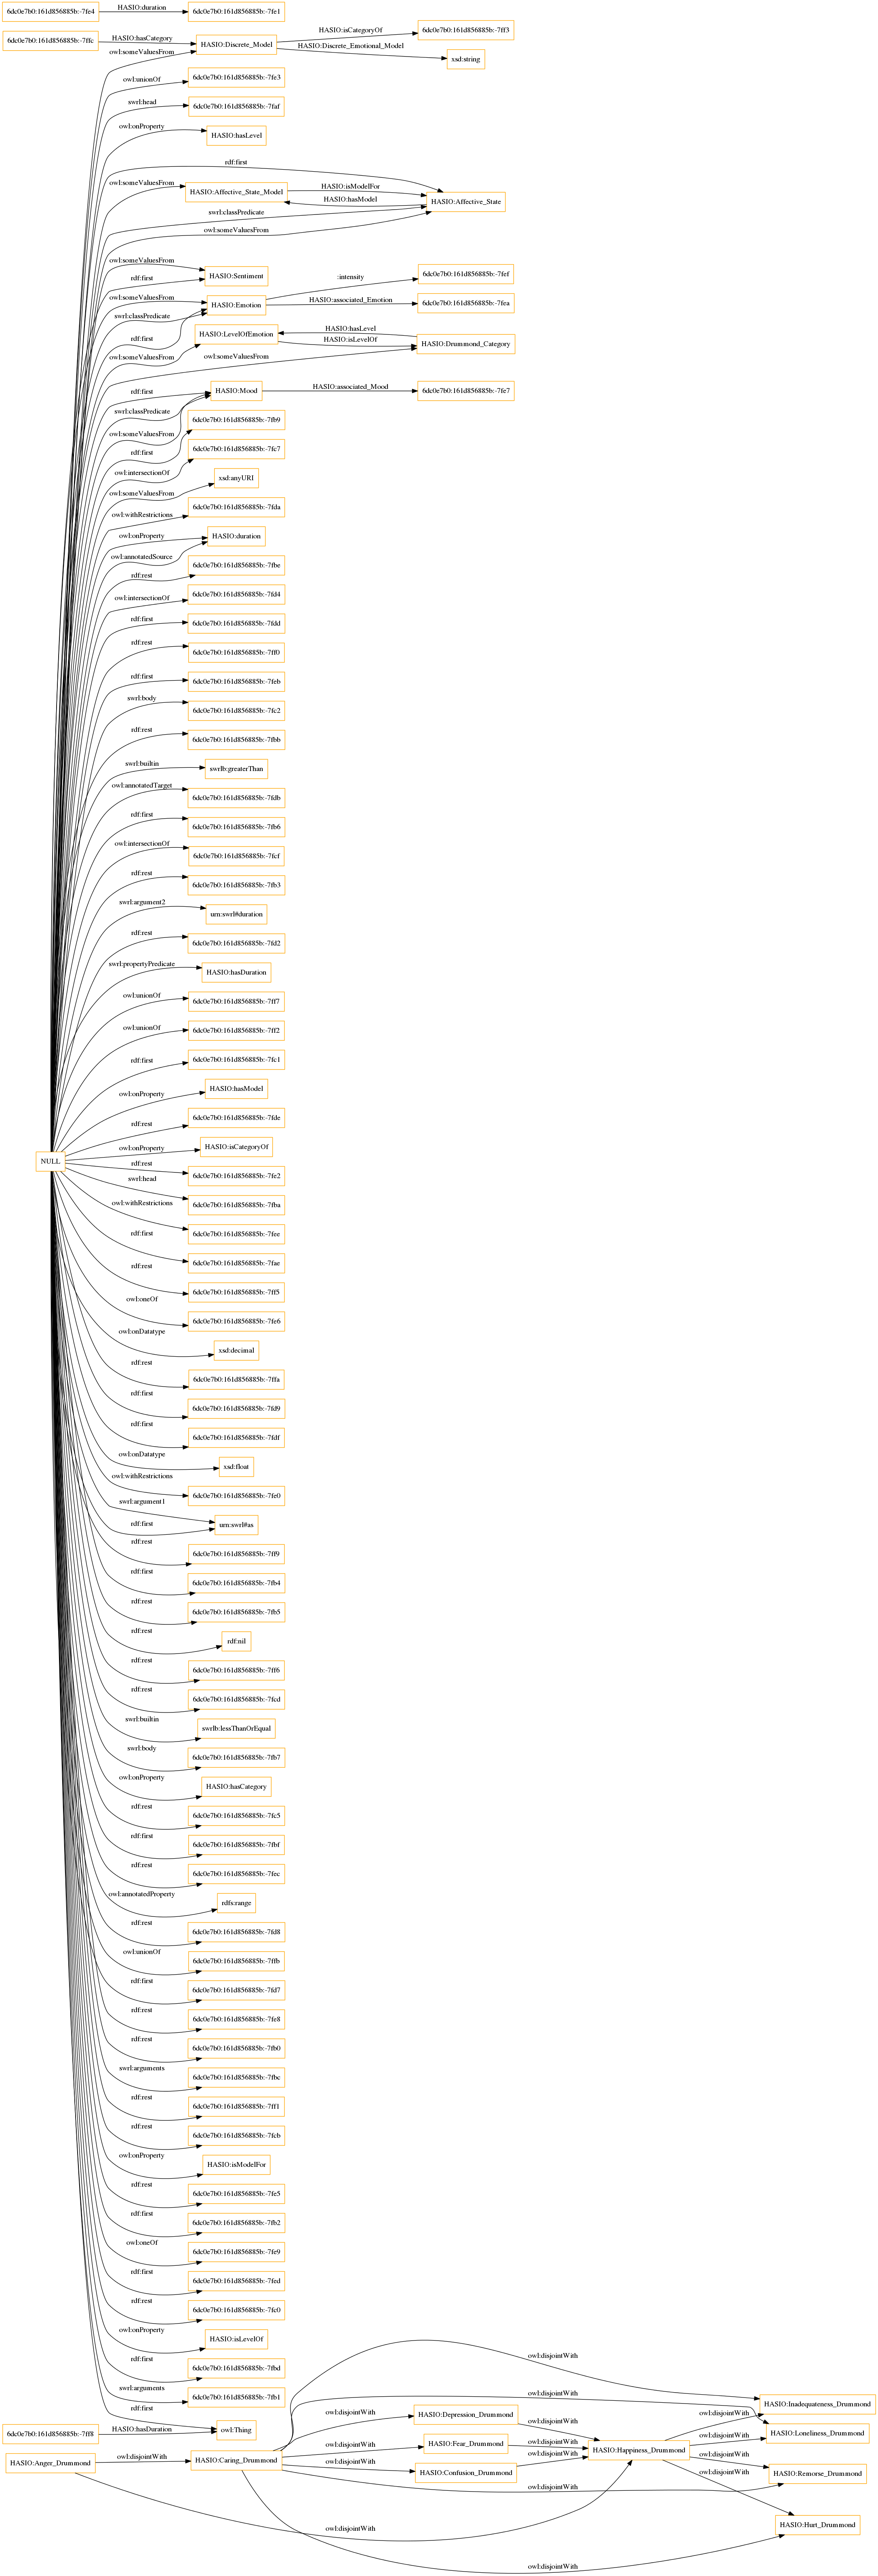 6dc0e7b0:161d856885b:-7fe4
HASIO:duration
6dc0e7b0:161d856885b:-7fe1
6dc0e7b0:161d856885b:-7ffc
HASIO:hasCategory
HASIO:Discrete_Model
HASIO:isCategoryOf
6dc0e7b0:161d856885b:-7ff3
HASIO:Discrete_Emotional_Model
xsd:string
owl:someValuesFrom
owl:unionOf
6dc0e7b0:161d856885b:-7fe3
swrl:head
6dc0e7b0:161d856885b:-7faf
owl:onProperty
HASIO:hasLevel
rdf:first
owl:someValuesFrom
HASIO:Affective_State_Model
HASIO:isModelFor
HASIO:hasModel
HASIO:Affective_State
swrl:classPredicate
owl:someValuesFrom
owl:someValuesFrom
HASIO:Sentiment
rdf:first
:intensity
6dc0e7b0:161d856885b:-7fef
owl:someValuesFrom
HASIO:Emotion
HASIO:associated_Emotion
6dc0e7b0:161d856885b:-7fea
swrl:classPredicate
rdf:first
HASIO:LevelOfEmotion
HASIO:hasLevel
HASIO:isLevelOf
HASIO:Drummond_Category
owl:someValuesFrom
owl:someValuesFrom
rdf:first
HASIO:Mood
HASIO:associated_Mood
6dc0e7b0:161d856885b:-7fe7
swrl:classPredicate
owl:someValuesFrom
6dc0e7b0:161d856885b:-7fb9
rdf:first
6dc0e7b0:161d856885b:-7fc7
owl:intersectionOf
xsd:anyURI
owl:someValuesFrom
6dc0e7b0:161d856885b:-7fda
owl:withRestrictions
owl:onProperty
HASIO:duration
owl:annotatedSource
6dc0e7b0:161d856885b:-7fbe
rdf:rest
owl:intersectionOf
6dc0e7b0:161d856885b:-7fd4
rdf:first
6dc0e7b0:161d856885b:-7fdd
rdf:rest
6dc0e7b0:161d856885b:-7ff0
rdf:first
6dc0e7b0:161d856885b:-7feb
swrl:body
6dc0e7b0:161d856885b:-7fc2
rdf:rest
6dc0e7b0:161d856885b:-7fbb
swrl:builtin
swrlb:greaterThan
owl:annotatedTarget
6dc0e7b0:161d856885b:-7fdb
rdf:first
6dc0e7b0:161d856885b:-7fb6
owl:intersectionOf
6dc0e7b0:161d856885b:-7fcf
rdf:rest
6dc0e7b0:161d856885b:-7fb3
swrl:argument2
urn:swrl#duration
rdf:rest
6dc0e7b0:161d856885b:-7fd2
swrl:propertyPredicate
HASIO:hasDuration
owl:unionOf
6dc0e7b0:161d856885b:-7ff7
owl:unionOf
6dc0e7b0:161d856885b:-7ff2
rdf:first
6dc0e7b0:161d856885b:-7fc1
owl:onProperty
HASIO:hasModel
rdf:rest
6dc0e7b0:161d856885b:-7fde
NULL
owl:onProperty
HASIO:isCategoryOf
rdf:rest
6dc0e7b0:161d856885b:-7fe2
swrl:head
6dc0e7b0:161d856885b:-7fba
owl:withRestrictions
6dc0e7b0:161d856885b:-7fee
rdf:first
6dc0e7b0:161d856885b:-7fae
rdf:rest
6dc0e7b0:161d856885b:-7ff5
owl:oneOf
6dc0e7b0:161d856885b:-7fe6
owl:onDatatype
xsd:decimal
rdf:rest
6dc0e7b0:161d856885b:-7ffa
rdf:first
6dc0e7b0:161d856885b:-7fd9
rdf:first
6dc0e7b0:161d856885b:-7fdf
owl:onDatatype
xsd:float
owl:withRestrictions
6dc0e7b0:161d856885b:-7fe0
swrl:argument1
urn:swrl#as
rdf:first
rdf:rest
6dc0e7b0:161d856885b:-7ff9
rdf:first
6dc0e7b0:161d856885b:-7fb4
rdf:rest
6dc0e7b0:161d856885b:-7fb5
rdf:rest
rdf:nil
rdf:rest
6dc0e7b0:161d856885b:-7ff6
rdf:rest
6dc0e7b0:161d856885b:-7fcd
swrl:builtin
swrlb:lessThanOrEqual
swrl:body
6dc0e7b0:161d856885b:-7fb7
owl:onProperty
HASIO:hasCategory
rdf:rest
6dc0e7b0:161d856885b:-7fc5
rdf:first
6dc0e7b0:161d856885b:-7fbf
rdf:rest
6dc0e7b0:161d856885b:-7fec
owl:annotatedProperty
rdfs:range
rdf:rest
6dc0e7b0:161d856885b:-7fd8
owl:unionOf
6dc0e7b0:161d856885b:-7ffb
rdf:first
6dc0e7b0:161d856885b:-7fd7
rdf:rest
6dc0e7b0:161d856885b:-7fe8
rdf:rest
6dc0e7b0:161d856885b:-7fb0
swrl:arguments
6dc0e7b0:161d856885b:-7fbc
rdf:rest
6dc0e7b0:161d856885b:-7ff1
rdf:rest
6dc0e7b0:161d856885b:-7fcb
owl:onProperty
HASIO:isModelFor
rdf:rest
6dc0e7b0:161d856885b:-7fe5
rdf:first
6dc0e7b0:161d856885b:-7fb2
owl:oneOf
6dc0e7b0:161d856885b:-7fe9
rdf:first
6dc0e7b0:161d856885b:-7fed
rdf:rest
6dc0e7b0:161d856885b:-7fc0
owl:onProperty
HASIO:isLevelOf
rdf:first
6dc0e7b0:161d856885b:-7fbd
swrl:arguments
6dc0e7b0:161d856885b:-7fb1
rdf:first
6dc0e7b0:161d856885b:-7ff8
HASIO:hasDuration
owl:Thing
owl:disjointWith
HASIO:Inadequateness_Drummond
owl:disjointWith
owl:disjointWith
HASIO:Depression_Drummond
owl:disjointWith
owl:disjointWith
HASIO:Loneliness_Drummond
owl:disjointWith
HASIO:Anger_Drummond
owl:disjointWith
HASIO:Caring_Drummond
owl:disjointWith
HASIO:Fear_Drummond
owl:disjointWith
HASIO:Happiness_Drummond
owl:disjointWith
HASIO:Remorse_Drummond
owl:disjointWith
HASIO:Confusion_Drummond
owl:disjointWith
owl:disjointWith
owl:disjointWith
HASIO:Hurt_Drummond
owl:disjointWith
owl:disjointWith